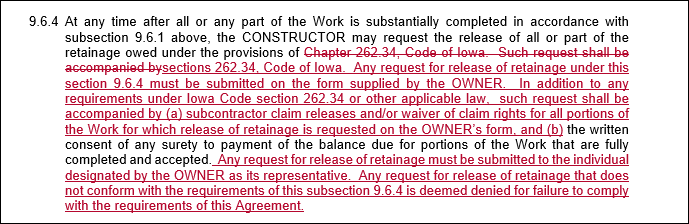 9.6.4 At any time after all or any part of the Work is substantially completed in accordance with
subsection 9.6.1 above, the CONSTRUCTOR may request the release of all or part of the
retainage owed under the provisions of Chapter 262.34, Code of Iowa. Such request shall be
accompanied bysections 262.34, Code of Iowa. Any request for release of retainage under this
section 9.6.4 must be submitted on the form supplied by the OWNER. In addition to any
requirements under Iowa Code section 262.34 or other applicable law, such request shall be
accompanied by (a) subcontractor claim releases and/or waiver of claim rights for all portions of
the Work for which release of retainage is requested on the OWNER's form, and (b) the written
consent of any surety to payment of the balance due for portions of the Work that are fully
completed and accepted. Any request for release of retainage must be submitted to the individual
designated by the OWNER as its representative. Any request for release of retainage that does
not conform with the requirements of this subsection 9.6.4 is deemed denied for failure to comply
with the requirements of this Agreement.